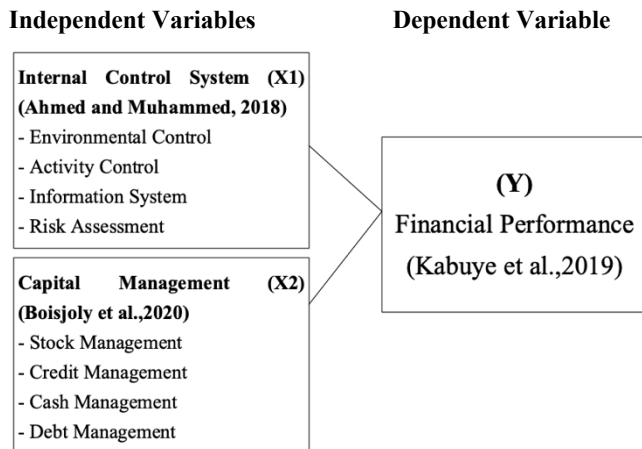 Independent Variables
Dependent Variable
Internal Control System (X1)
(Ahmed and Muhammed, 2018)
- Environmental Control
- Activity Control
- Information System
- Risk Assessment
(Y)
Financial Performance
(Kabuye et al.,2019)
Capital Management (X2)
(Boisjoly et al.,2020)
- Stock Management
- Credit Management
- Cash Management
- Debt Management